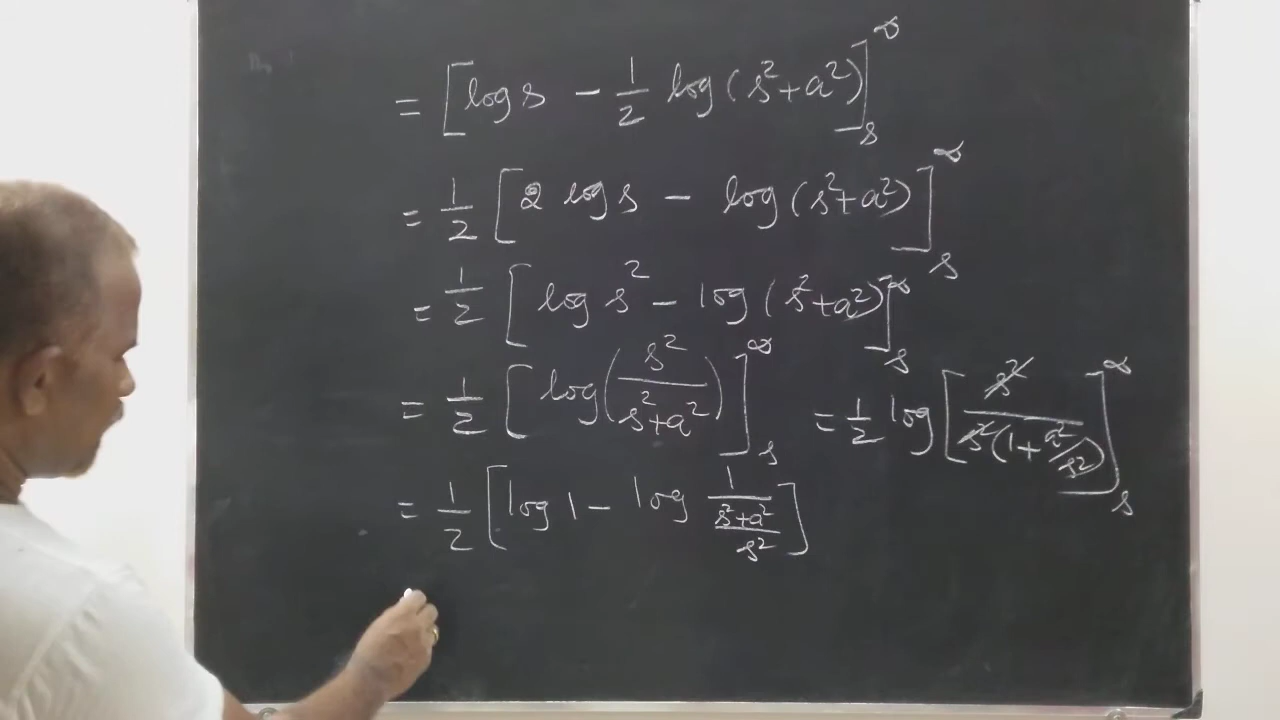 = [log s - 1/2 log(s²+a²)]_s^∞
= 1/2 [2 log s - log(s²+a²)]_s^∞
= 1/2 [log s² - log(s²+a²)]_s^∞
= 1/2 [log(s²/(s²+a²))]_s^∞ = 1/2 log[s²/(s²(1+a²/s²))]_s^∞
= 1/2 [log 1 - log 1/((s²+a²)/s²)]